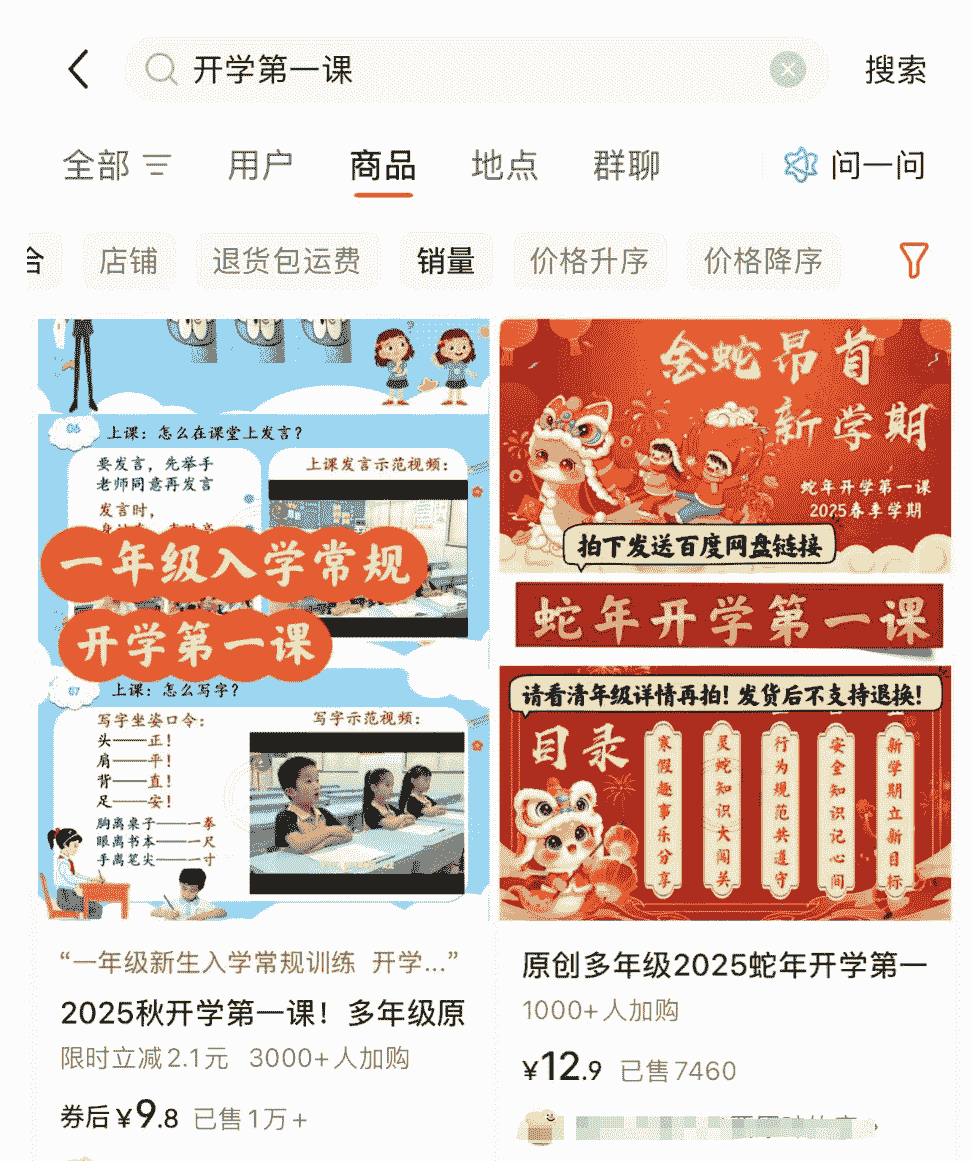 开学第一课
搜索
全部
用户
商品
地点
群聊
问一问
合
店铺
退货包运费
销量
价格升序
价格降序
06
上课：怎么在课堂上发言？
要发言，先举手
老师同意再发言
发言时，
上课发言示范视频：
一年级入学常规
开学第一课
07
上课：怎么写字？
写字坐姿口令：
头——正！
肩——平！
背——直！
足——安！
胸离桌子——一拳
眼离书本——一尺
手离笔尖——一寸
写字示范视频：
“一年级新生入学常规训练 开学...”
2025秋开学第一课！多年级原
限时立减2.1元 3000+人加购
券后¥9.8 已售1万+
金蛇昂首
新学期
蛇年开学第一课
2025春季学期
拍下发送百度网盘链接
蛇年开学第一课
请看清年级详情再拍！发货后不支持退换！
目录
寒假趣事乐分享
灵蛇知识大闯关
行为规范共遵守
安全知识记心间
新学期立新目标
原创多年级2025蛇年开学第一
1000+人加购
¥12.9 已售7460